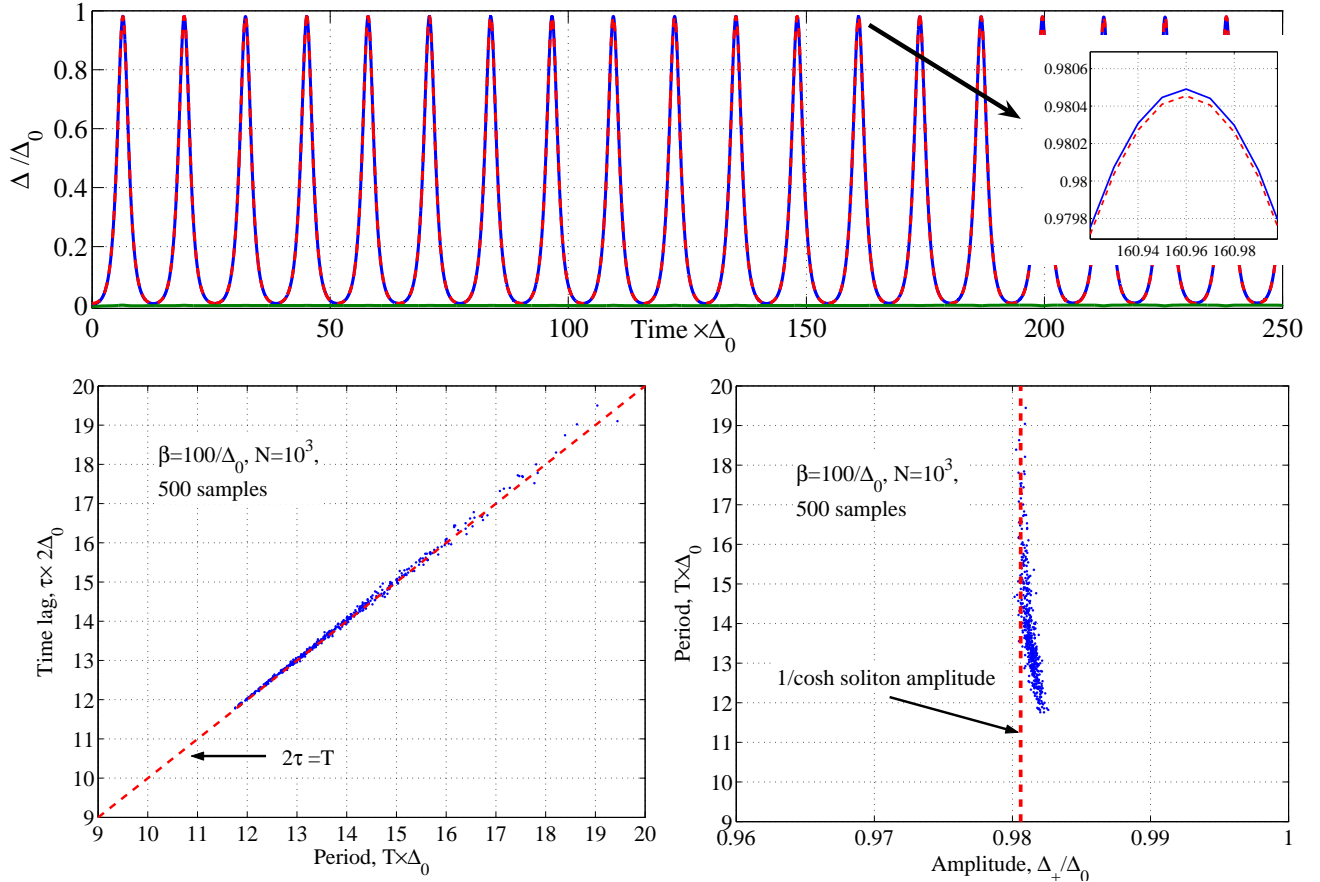 1
0.8
0.6
0.4
0.2
0
Δ /Δ₀
0 50 100 150 200 250
Time ×Δ₀
0.9806
0.9804
0.9802
0.98
0.9798
160.94 160.96 160.98
20
19
18
17
16
15
14
13
12
11
10
9
Time lag, τ× 2Δ₀
β=100/Δ₀, N=10³,
500 samples
2τ =T
9 10 11 12 13 14 15 16 17 18 19 20
Period, T×Δ₀
20
19
18
17
16
15
14
13
12
11
10
9
Period, T×Δ₀
β=100/Δ₀, N=10³,
500 samples
1/cosh soliton amplitude
0.96 0.97 0.98 0.99 1
Amplitude, Δ₊/Δ₀